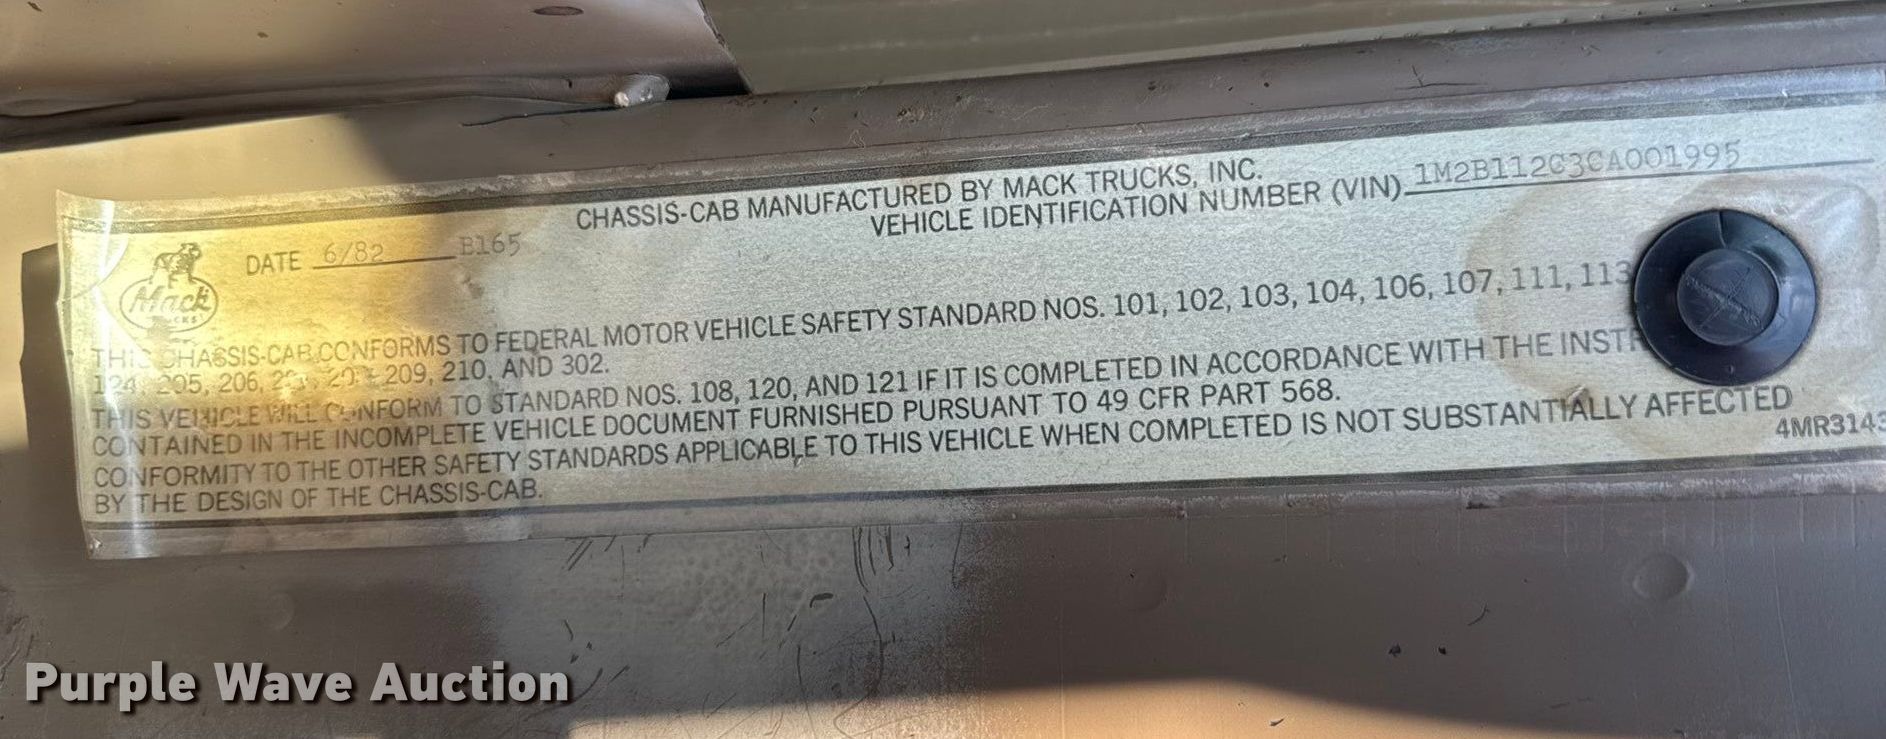 CHASSIS-CAB MANUFACTURED BY MACK TRUCKS, INC.
VEHICLE IDENTIFICATION NUMBER (VIN) 1M2B112C3CA001995
Mack
DATE 6/82 B165
THIS CHASSIS-CAB CONFORMS TO FEDERAL MOTOR VEHICLE SAFETY STANDARD NOS. 101, 102, 103, 104, 106, 107, 111, 113
124, 205, 206, 209, 210, AND 302.
THIS VEHICLE WILL CONFORM TO STANDARD NOS. 108, 120, AND 121 IF IT IS COMPLETED IN ACCORDANCE WITH THE INSTR
CONTAINED IN THE INCOMPLETE VEHICLE DOCUMENT FURNISHED PURSUANT TO 49 CFR PART 568.
CONFORMITY TO THE OTHER SAFETY STANDARDS APPLICABLE TO THIS VEHICLE WHEN COMPLETED IS NOT SUBSTANTIALLY AFFECTED
BY THE DESIGN OF THE CHASSIS-CAB.
4MR3143
Purple Wave Auction